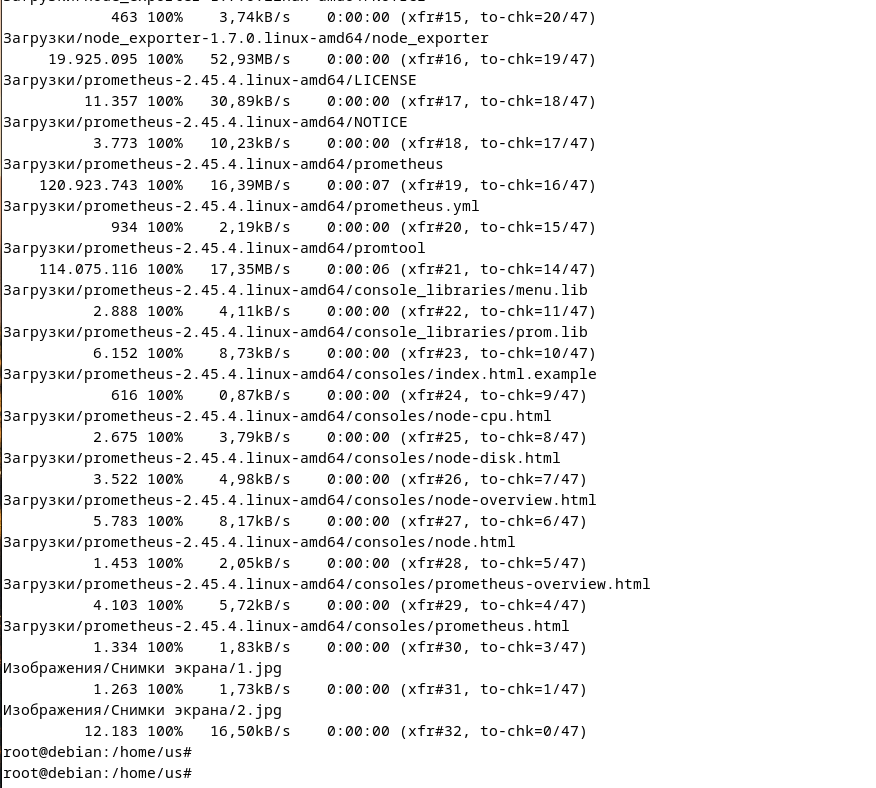 463 100% 3,74kB/s 0:00:00 (xfr#15, to-chk=20/47)
Загрузки/node_exporter-1.7.0.linux-amd64/node_exporter
19.925.095 100% 52,93MB/s 0:00:00 (xfr#16, to-chk=19/47)
Загрузки/prometheus-2.45.4.linux-amd64/LICENSE
11.357 100% 30,89kB/s 0:00:00 (xfr#17, to-chk=18/47)
Загрузки/prometheus-2.45.4.linux-amd64/NOTICE
3.773 100% 10,23kB/s 0:00:00 (xfr#18, to-chk=17/47)
Загрузки/prometheus-2.45.4.linux-amd64/prometheus
120.923.743 100% 16,39MB/s 0:00:07 (xfr#19, to-chk=16/47)
Загрузки/prometheus-2.45.4.linux-amd64/prometheus.yml
934 100% 2,19kB/s 0:00:00 (xfr#20, to-chk=15/47)
Загрузки/prometheus-2.45.4.linux-amd64/promtool
114.075.116 100% 17,35MB/s 0:00:06 (xfr#21, to-chk=14/47)
Загрузки/prometheus-2.45.4.linux-amd64/console_libraries/menu.lib
2.888 100% 4,11kB/s 0:00:00 (xfr#22, to-chk=11/47)
Загрузки/prometheus-2.45.4.linux-amd64/console_libraries/prom.lib
6.152 100% 8,73kB/s 0:00:00 (xfr#23, to-chk=10/47)
Загрузки/prometheus-2.45.4.linux-amd64/consoles/index.html.example
616 100% 0,87kB/s 0:00:00 (xfr#24, to-chk=9/47)
Загрузки/prometheus-2.45.4.linux-amd64/consoles/node-cpu.html
2.675 100% 3,79kB/s 0:00:00 (xfr#25, to-chk=8/47)
Загрузки/prometheus-2.45.4.linux-amd64/consoles/node-disk.html
3.522 100% 4,98kB/s 0:00:00 (xfr#26, to-chk=7/47)
Загрузки/prometheus-2.45.4.linux-amd64/consoles/node-overview.html
5.783 100% 8,17kB/s 0:00:00 (xfr#27, to-chk=6/47)
Загрузки/prometheus-2.45.4.linux-amd64/consoles/node.html
1.453 100% 2,05kB/s 0:00:00 (xfr#28, to-chk=5/47)
Загрузки/prometheus-2.45.4.linux-amd64/consoles/prometheus-overview.html
4.103 100% 5,72kB/s 0:00:00 (xfr#29, to-chk=4/47)
Загрузки/prometheus-2.45.4.linux-amd64/consoles/prometheus.html
1.334 100% 1,83kB/s 0:00:00 (xfr#30, to-chk=3/47)
Изображения/Снимки экрана/1.jpg
1.263 100% 1,73kB/s 0:00:00 (xfr#31, to-chk=1/47)
Изображения/Снимки экрана/2.jpg
12.183 100% 16,50kB/s 0:00:00 (xfr#32, to-chk=0/47)
root@debian:/home/us#
root@debian:/home/us#